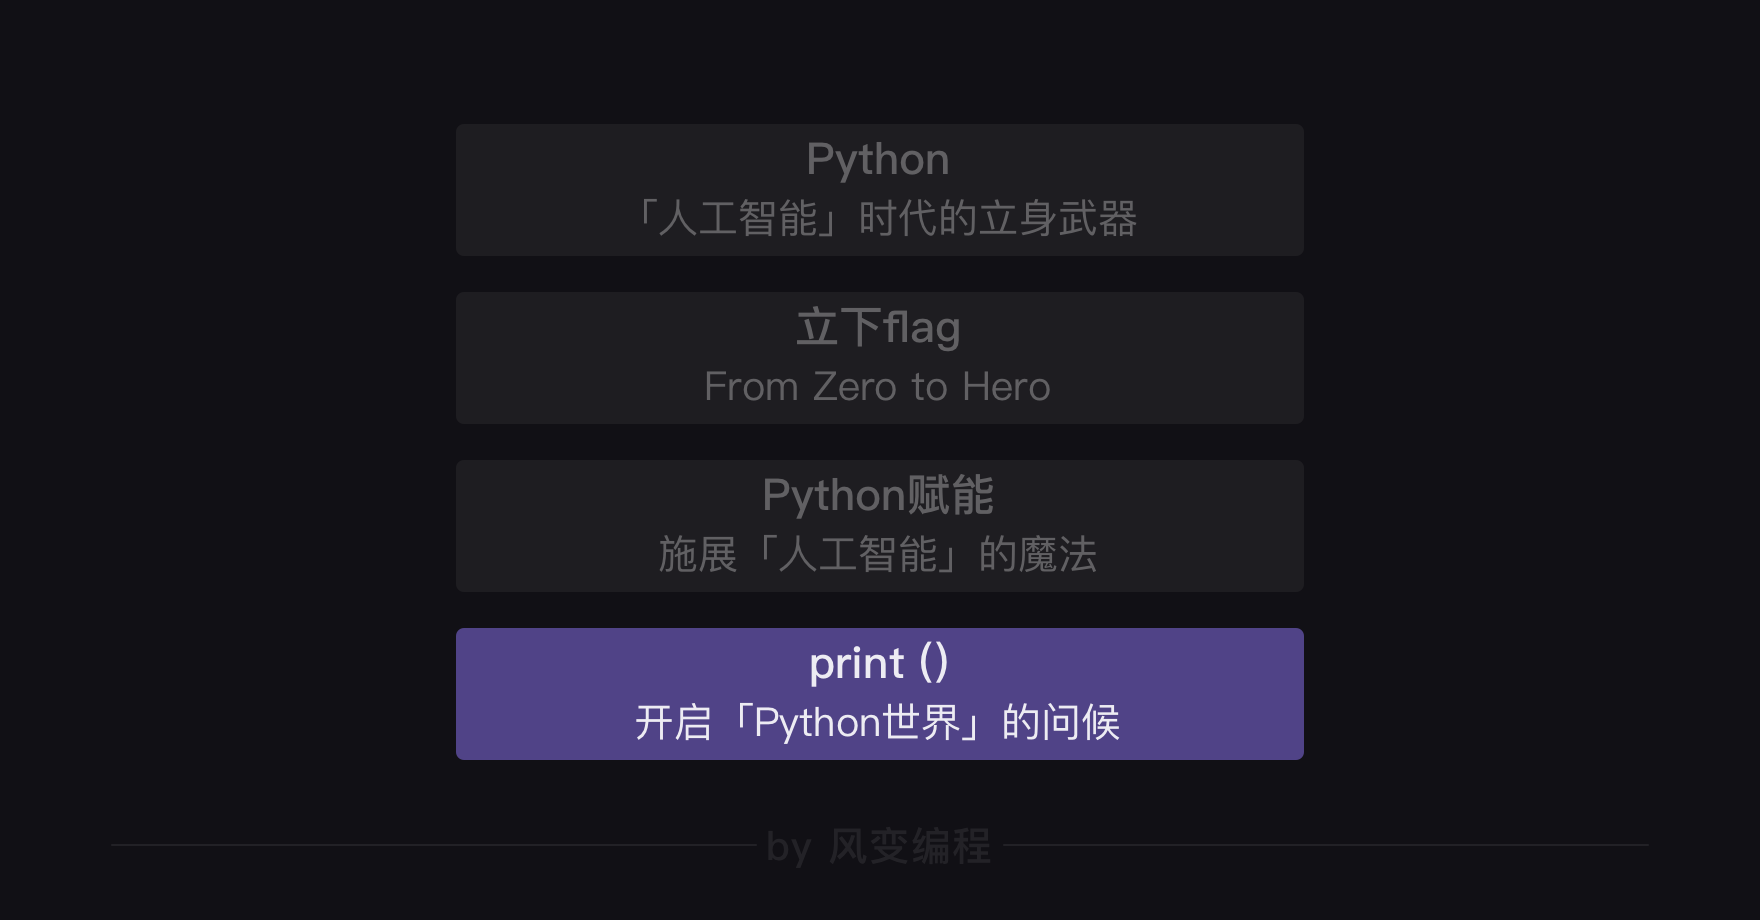 Python
「人工智能」时代的立身武器
立下flag
From Zero to Hero
Python赋能
施展「人工智能」的魔法
print ()
开启「Python世界」的问候
by 风变编程